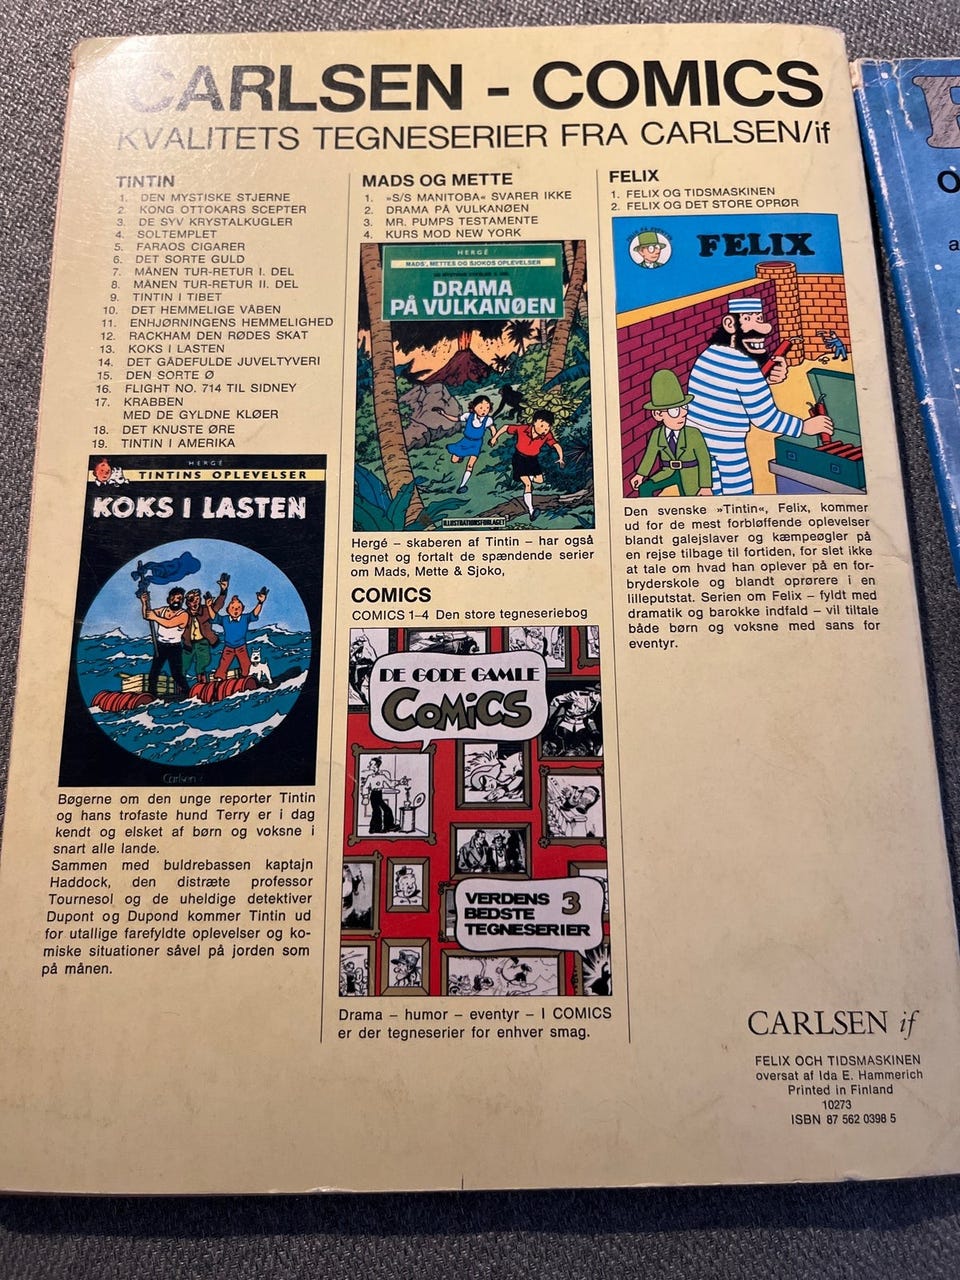 CARLSEN - COMICS
KVALITETS TEGNESERIER FRA CARLSEN/if
TINTIN
1. DEN MYSTISKE STJERNE
2. KONG OTTOKARS SCEPTER
3. DE SYV KRYSTALKUGLER
4. SOLTEMPLET
5. FARAOS CIGARER
6. DET SORTE GULD
7. MÅNEN TUR-RETUR I. DEL
8. MÅNEN TUR-RETUR II. DEL
9. TINTIN I TIBET
10. DET HEMMELIGE VÅBEN
11. ENHJØRNINGENS HEMMELIGHED
12. RACKHAM DEN RØDES SKAT
13. KOKS I LASTEN
14. DET GÅDEFULDE JUVELTYVERI
15. DEN SORTE Ø
16. FLIGHT NO. 714 TIL SIDNEY
17. KRABBEN
MED DE GYLDNE KLØER
18. DET KNUSTE ØRE
19. TINTIN I AMERIKA
HERGÉ
TINTINS OPLEVELSER
KOKS I LASTEN
Carlsen
Bøgerne om den unge reporter Tintin
og hans trofaste hund Terry er i dag
kendt og elsket af børn og voksne i
snart alle lande.
Sammen med buldrebassen kaptajn
Haddock, den distræte professor
Tournesol og de uheldige detektiver
Dupont og Dupond kommer Tintin ud
for utallige farefyldte oplevelser og ko-
miske situationer såvel på jorden som
på månen.
MADS OG METTE
1. »S/S MANITOBA« SVARER IKKE
2. DRAMA PÅ VULKANØEN
3. MR. PUMPS TESTAMENTE
4. KURS MOD NEW YORK
HERGÉ
MADS', METTES OG SJOKOS OPLEVELSER
DRAMA
PÅ VULKANØEN
ILLUSTRATIONSFORLAGET
Hergé – skaberen af Tintin – har også
tegnet og fortalt de spændende serier
om Mads, Mette & Sjoko,
COMICS
COMICS 1–4 Den store tegneseriebog
DE GODE GAMLE
COMICS
VERDENS 3
BEDSTE
TEGNESERIER
Drama – humor – eventyr – I COMICS
er der tegneserier for enhver smag.
FELIX
1. FELIX OG TIDSMASKINEN
2. FELIX OG DET STORE OPRØR
FELIX
Den svenske »Tintin«, Felix, kommer
ud for de mest forbløffende oplevelser
blandt galejslaver og kæmpeøgler på
en rejse tilbage til fortiden, for slet ikke
at tale om hvad han oplever på en for-
bryderskole og blandt oprørere i en
lilleputstat. Serien om Felix – fyldt med
dramatik og barokke indfald – vil tiltale
både børn og voksne med sans for
eventyr.
CARLSEN if
FELIX OCH TIDSMASKINEN
oversat af Ida E. Hammerich
Printed in Finland
10273
ISBN 87 562 0398 5